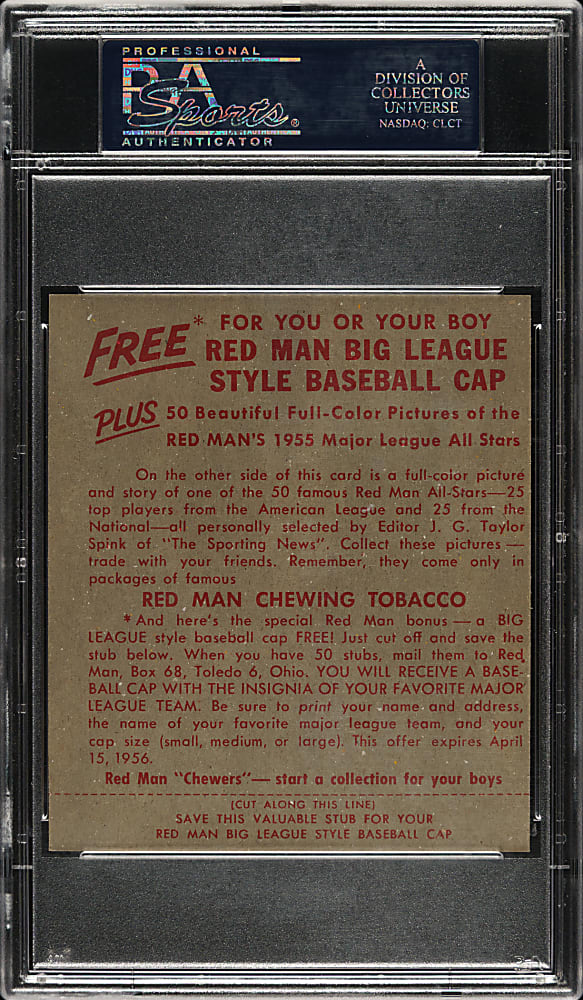 PROFESSIONAL
PSA
Sports®
AUTHENTICATOR
A
DIVISION OF
COLLECTORS
UNIVERSE
NASDAQ: CLCT
FREE* FOR YOU OR YOUR BOY
RED MAN BIG LEAGUE
STYLE BASEBALL CAP
PLUS 50 Beautiful Full-Color Pictures of the
RED MAN'S 1955 Major League All Stars
On the other side of this card is a full-color picture
and story of one of the 50 famous Red Man All-Stars—25
top players from the American League and 25 from the
National—all personally selected by Editor J. G. Taylor
Spink of "The Sporting News". Collect these pictures —
trade with your friends. Remember, they come only in
packages of famous
RED MAN CHEWING TOBACCO
* And here's the special Red Man bonus — a BIG
LEAGUE style baseball cap FREE! Just cut off and save the
stub below. When you have 50 stubs, mail them to Red
Man, Box 68, Toledo 6, Ohio. YOU WILL RECEIVE A BASE-
BALL CAP WITH THE INSIGNIA OF YOUR FAVORITE MAJOR
LEAGUE TEAM. Be sure to print your name and address,
the name of your favorite major league team, and your
cap size (small, medium, or large). This offer expires April
15, 1956.
Red Man "Chewers"— start a collection for your boys
(CUT ALONG THIS LINE)
SAVE THIS VALUABLE STUB FOR YOUR
RED MAN BIG LEAGUE STYLE BASEBALL CAP